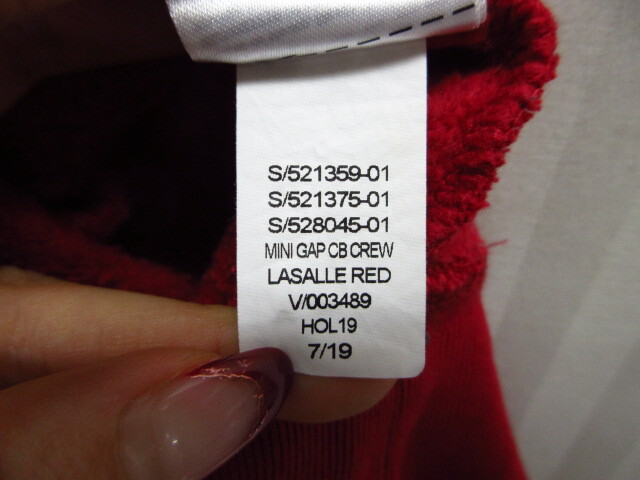 S/521359-01
S/521375-01
S/528045-01
MINI GAP CB CREW
LASALLE RED
V/003489
HOL19
7/19